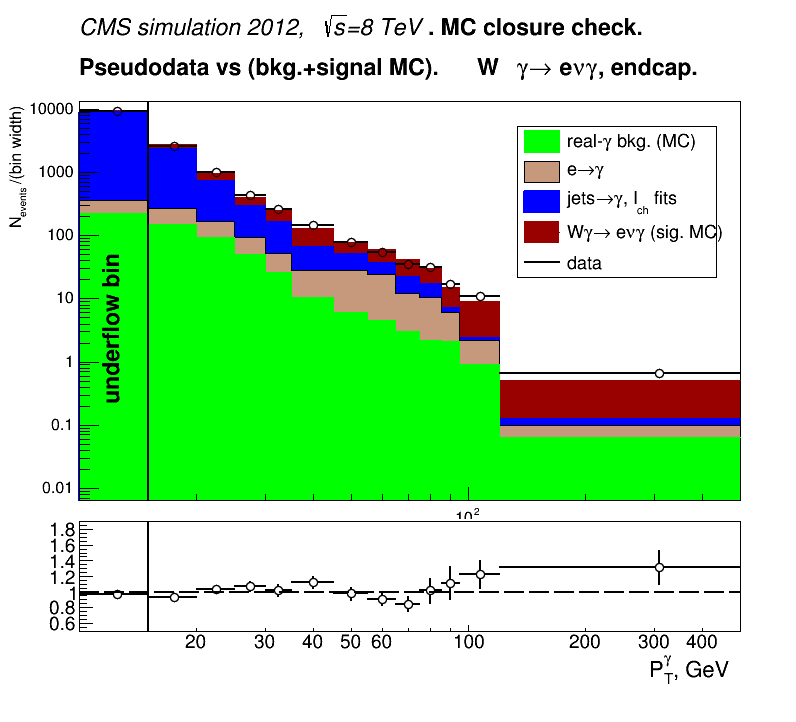 CMS simulation 2012, √s=8 TeV . MC closure check.
Pseudodata vs (bkg.+signal MC). W γ→ eνγ, endcap.
N_events /(bin width)
10000
1000
100
10
1
0.1
0.01
underflow bin
real-γ bkg. (MC)
e→γ
jets→γ, I_ch fits
Wγ→ eνγ (sig. MC)
data
10²
1.8
1.6
1.4
1.2
1
0.8
0.6
20 30 40 50 60 100 200 300 400
P_T^γ, GeV